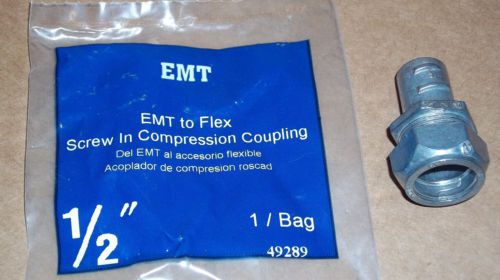 EMT
EMT to Flex
Screw In Compression Coupling
Del EMT al accesorio flexible
Acoplador de compresion roscad
1/2" 1 / Bag
49289